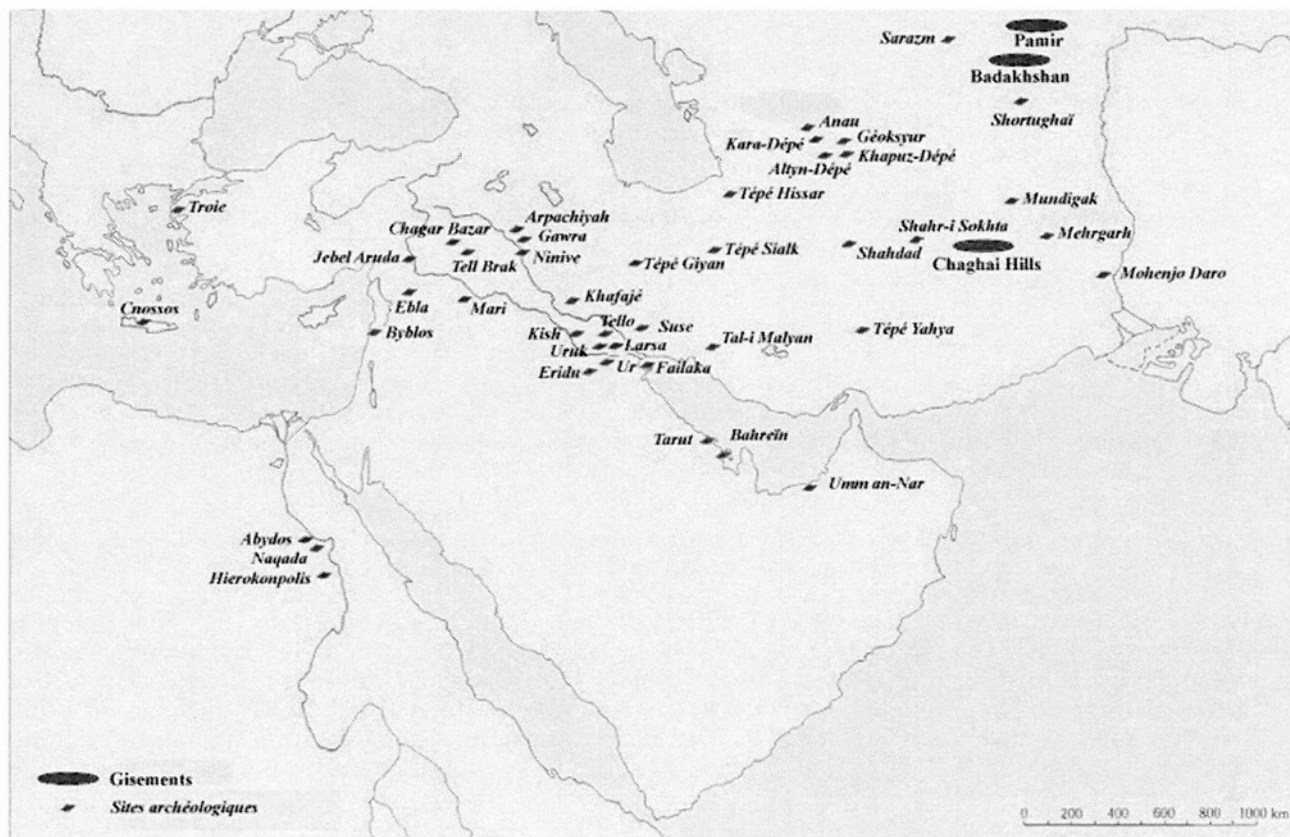 Sarazm
Pamir
Badakhshan
Shortughaï
Anau
Kara-Dépé
Géoksyur
Altyn-Dépé
Khapuz-Dépé
Tépé Hissar
Mundigak
Troie
Arpachiyah
Chagar Bazar
Gawra
Shahr-i Sokhta
Mehrgarh
Jebel Aruda
Tell Brak
Ninive
Tépé Giyan
Tépé Sialk
Shahdad
Chaghai Hills
Mohenjo Daro
Cnossos
Ebla
Mari
Khafajé
Byblos
Kish
Tello
Suse
Uruk
Larsa
Tal-i Malyan
Tépé Yahya
Eridu
Ur
Failaka
Tarut
Bahreïn
Umm an-Nar
Abydos
Naqada
Hierokonpolis
Gisements
Sites archéologiques
0 200 400 600 800 1000 km